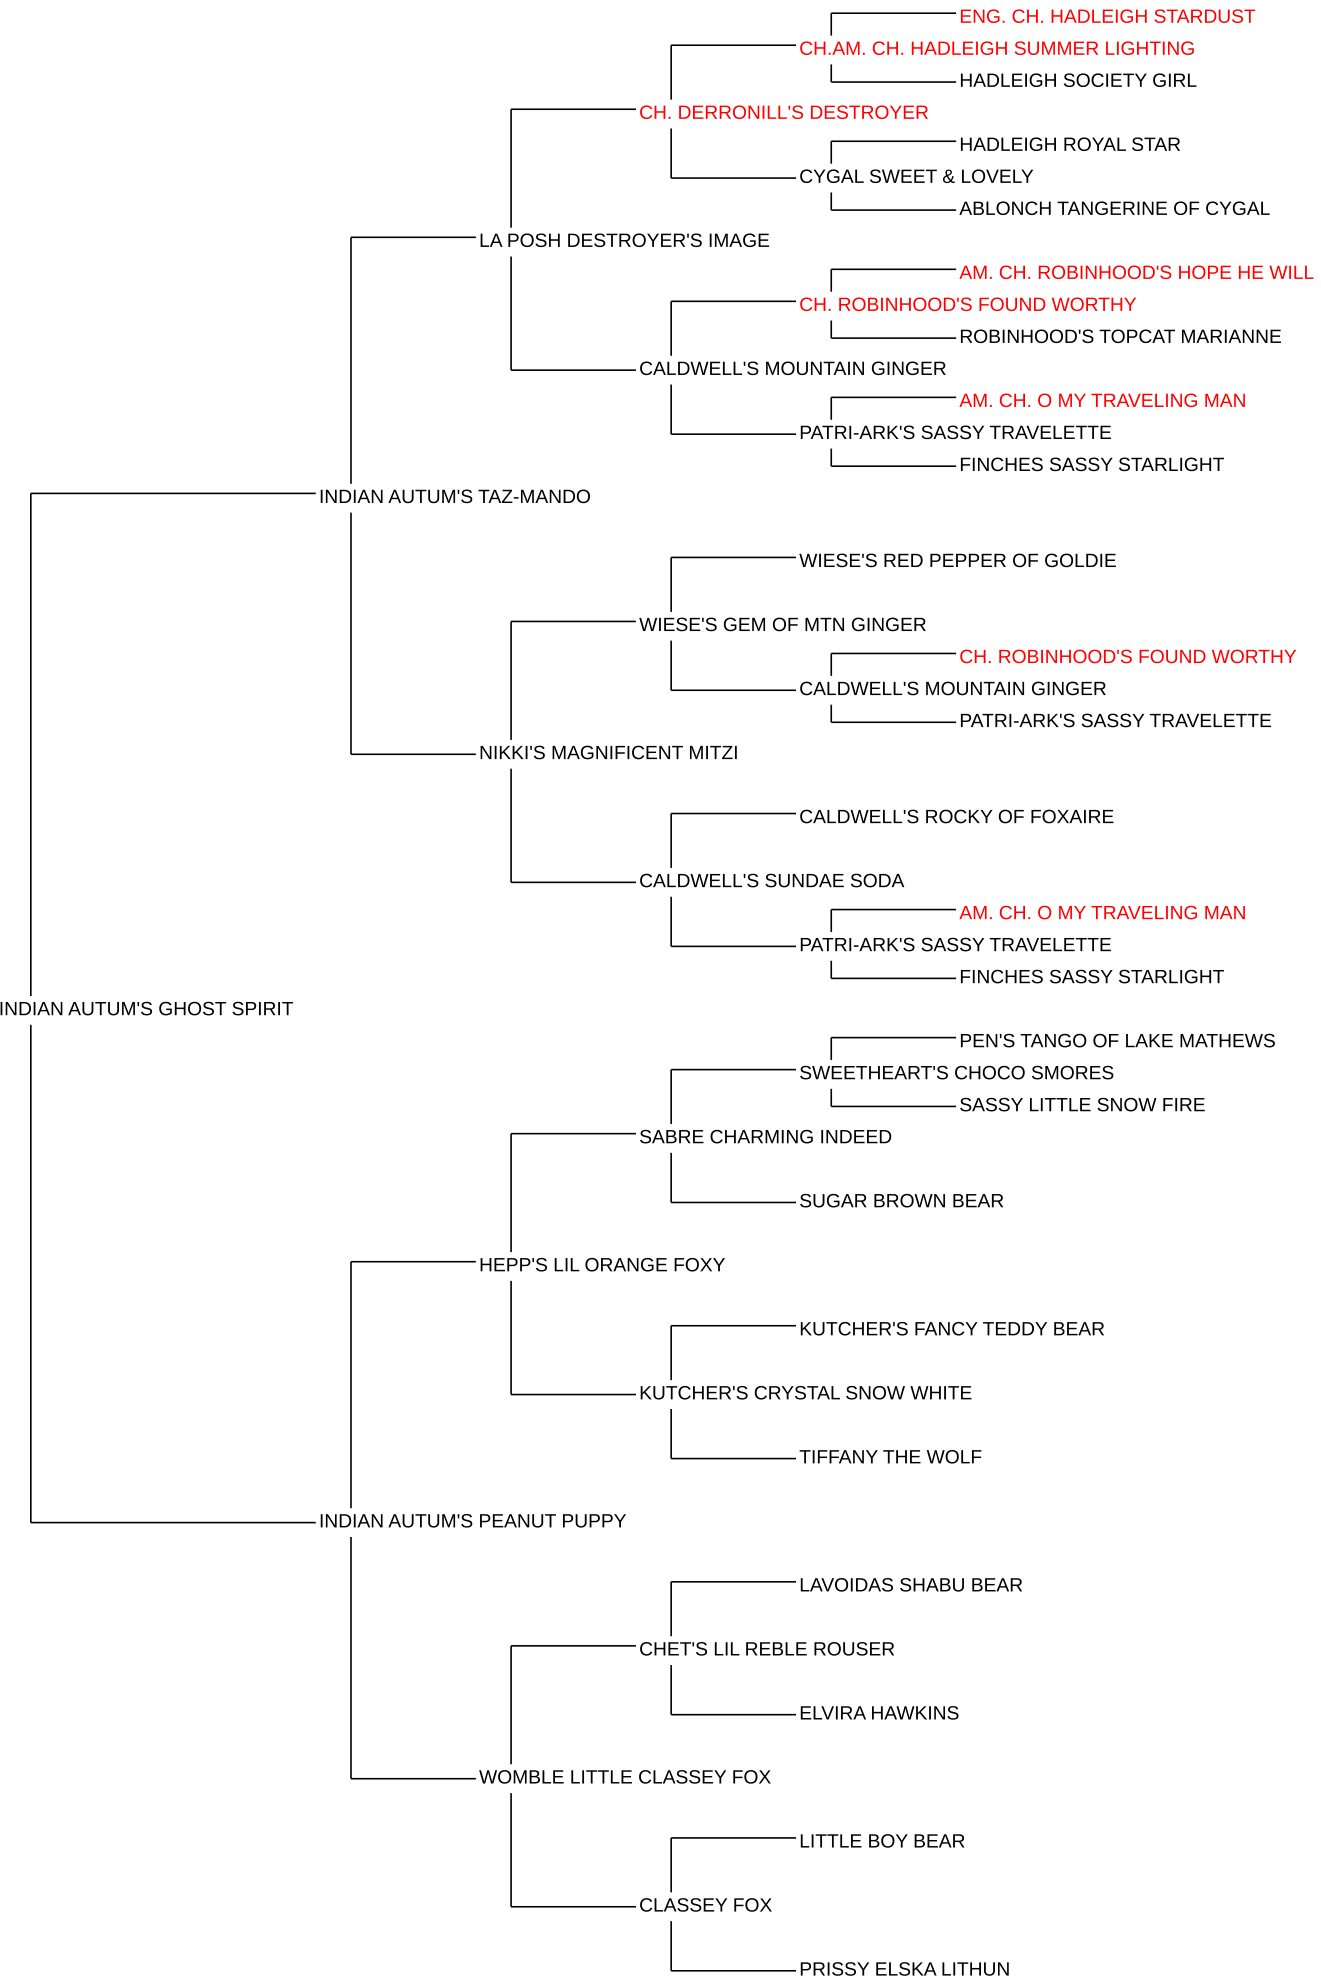 ENG. CH. HADLEIGH STARDUST
CH.AM. CH. HADLEIGH SUMMER LIGHTING
HADLEIGH SOCIETY GIRL
CH. DERRONILL'S DESTROYER
HADLEIGH ROYAL STAR
CYGAL SWEET & LOVELY
ABLONCH TANGERINE OF CYGAL
LA POSH DESTROYER'S IMAGE
AM. CH. ROBINHOOD'S HOPE HE WILL
CH. ROBINHOOD'S FOUND WORTHY
ROBINHOOD'S TOPCAT MARIANNE
CALDWELL'S MOUNTAIN GINGER
AM. CH. O MY TRAVELING MAN
PATRI-ARK'S SASSY TRAVELETTE
FINCHES SASSY STARLIGHT
INDIAN AUTUM'S TAZ-MANDO
WIESE'S RED PEPPER OF GOLDIE
WIESE'S GEM OF MTN GINGER
CH. ROBINHOOD'S FOUND WORTHY
CALDWELL'S MOUNTAIN GINGER
PATRI-ARK'S SASSY TRAVELETTE
NIKKI'S MAGNIFICENT MITZI
CALDWELL'S ROCKY OF FOXAIRE
CALDWELL'S SUNDAE SODA
AM. CH. O MY TRAVELING MAN
PATRI-ARK'S SASSY TRAVELETTE
FINCHES SASSY STARLIGHT
INDIAN AUTUM'S GHOST SPIRIT
PEN'S TANGO OF LAKE MATHEWS
SWEETHEART'S CHOCO SMORES
SASSY LITTLE SNOW FIRE
SABRE CHARMING INDEED
SUGAR BROWN BEAR
HEPP'S LIL ORANGE FOXY
KUTCHER'S FANCY TEDDY BEAR
KUTCHER'S CRYSTAL SNOW WHITE
TIFFANY THE WOLF
INDIAN AUTUM'S PEANUT PUPPY
LAVOIDAS SHABU BEAR
CHET'S LIL REBLE ROUSER
ELVIRA HAWKINS
WOMBLE LITTLE CLASSEY FOX
LITTLE BOY BEAR
CLASSEY FOX
PRISSY ELSKA LITHUN